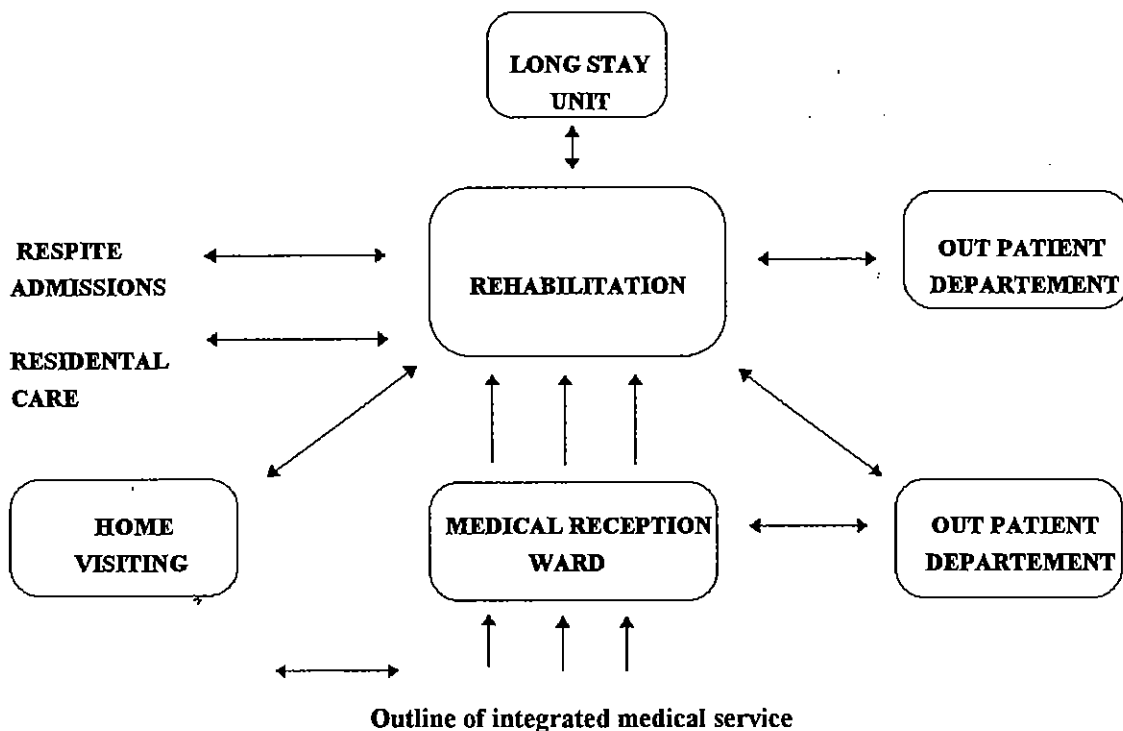 LONG STAY
UNIT
RESPITE
ADMISSIONS
REHABILITATION
OUT PATIENT
DEPARTEMENT
RESIDENTAL
CARE
HOME
VISITING
MEDICAL RECEPTION
WARD
OUT PATIENT
DEPARTEMENT
Outline of integrated medical service